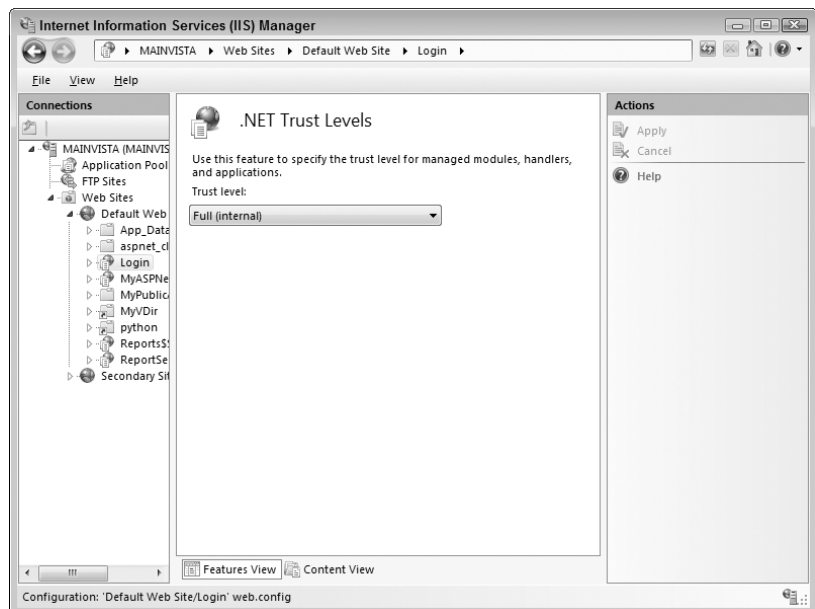 Internet Information Services (IIS) Manager
MAINVISTA Web Sites Default Web Site Login
File View Help
Connections
MAINVISTA (MAINVIS
Application Pool
FTP Sites
Web Sites
Default Web
App_Data
aspnet_cl
Login
MyASPNe
MyPublic
MyVDir
python
Reports$
ReportSe
Secondary Sit
.NET Trust Levels
Use this feature to specify the trust level for managed modules, handlers,
and applications.
Trust level:
Full (internal)
Features View Content View
Actions
Apply
Cancel
Help
Configuration: 'Default Web Site/Login' web.config